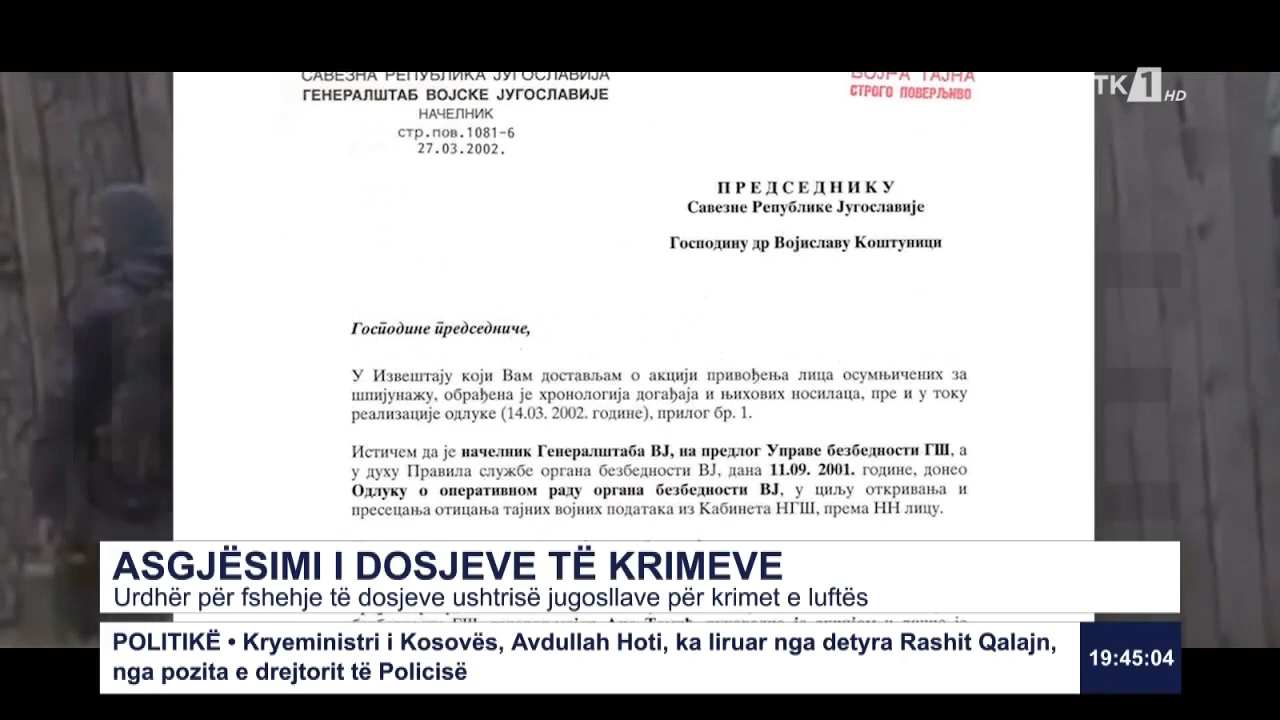 САВЕЗНА РЕПУБЛИКА ЈУГОСЛАВИЈА
ГЕНЕРАЛШТАБ ВОЈСКЕ ЈУГОСЛАВИЈЕ
НАЧЕЛНИК
стр.пов.1081-6
27.03.2002.
ВОЈНА ТАЈНА
СТРОГО ПОВЕРЉИВО
TK1 HD
ПРЕДСЕДНИКУ
Савезне Републике Југославије
Господину др Војиславу Коштуници
Господине председниче,
У Извештају који Вам достављам о акцији привођења лица осумњичених за
шпијунажу, обрађена је хронологија догађаја и њихових носилаца, пре и у току
реализације одлуке (14.03. 2002. године), прилог бр. 1.
Истичем да је начелник Генералштаба ВЈ, на предлог Управе безбедности ГШ, а
у духу Правила службе органа безбедности ВЈ, дана 11.09. 2001. године, донео
Одлуку о оперативном раду органа безбедности ВЈ, у циљу откривања и
пресецања отицања тајних војних података из Кабинета НГШ, према НН лицу.
ASGJËSIMI I DOSJEVE TË KRIMEVE
Urdhër për fshehje të dosjeve ushtrisë jugosllave për krimet e luftës
POLITIKË • Kryeministri i Kosovës, Avdullah Hoti, ka liruar nga detyra Rashit Qalajn,
nga pozita e drejtorit të Policisë
19:45:04